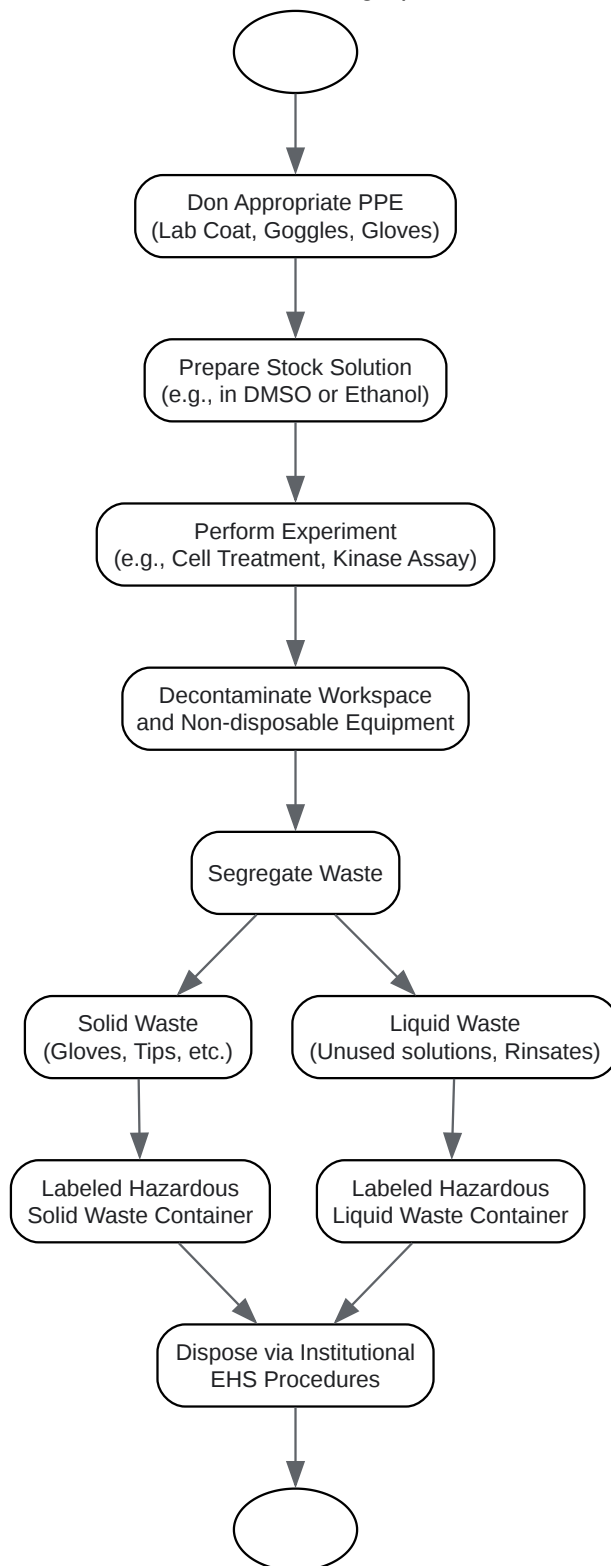 Don Appropriate PPE
(Lab Coat, Goggles, Gloves)
Prepare Stock Solution
(e.g., in DMSO or Ethanol)
Perform Experiment
(e.g., Cell Treatment, Kinase Assay)
Decontaminate Workspace
and Non-disposable Equipment
Segregate Waste
Solid Waste
(Gloves, Tips, etc.)
Liquid Waste
(Unused solutions, Rinsates)
Labeled Hazardous
Solid Waste Container
Labeled Hazardous
Liquid Waste Container
Dispose via Institutional
EHS Procedures